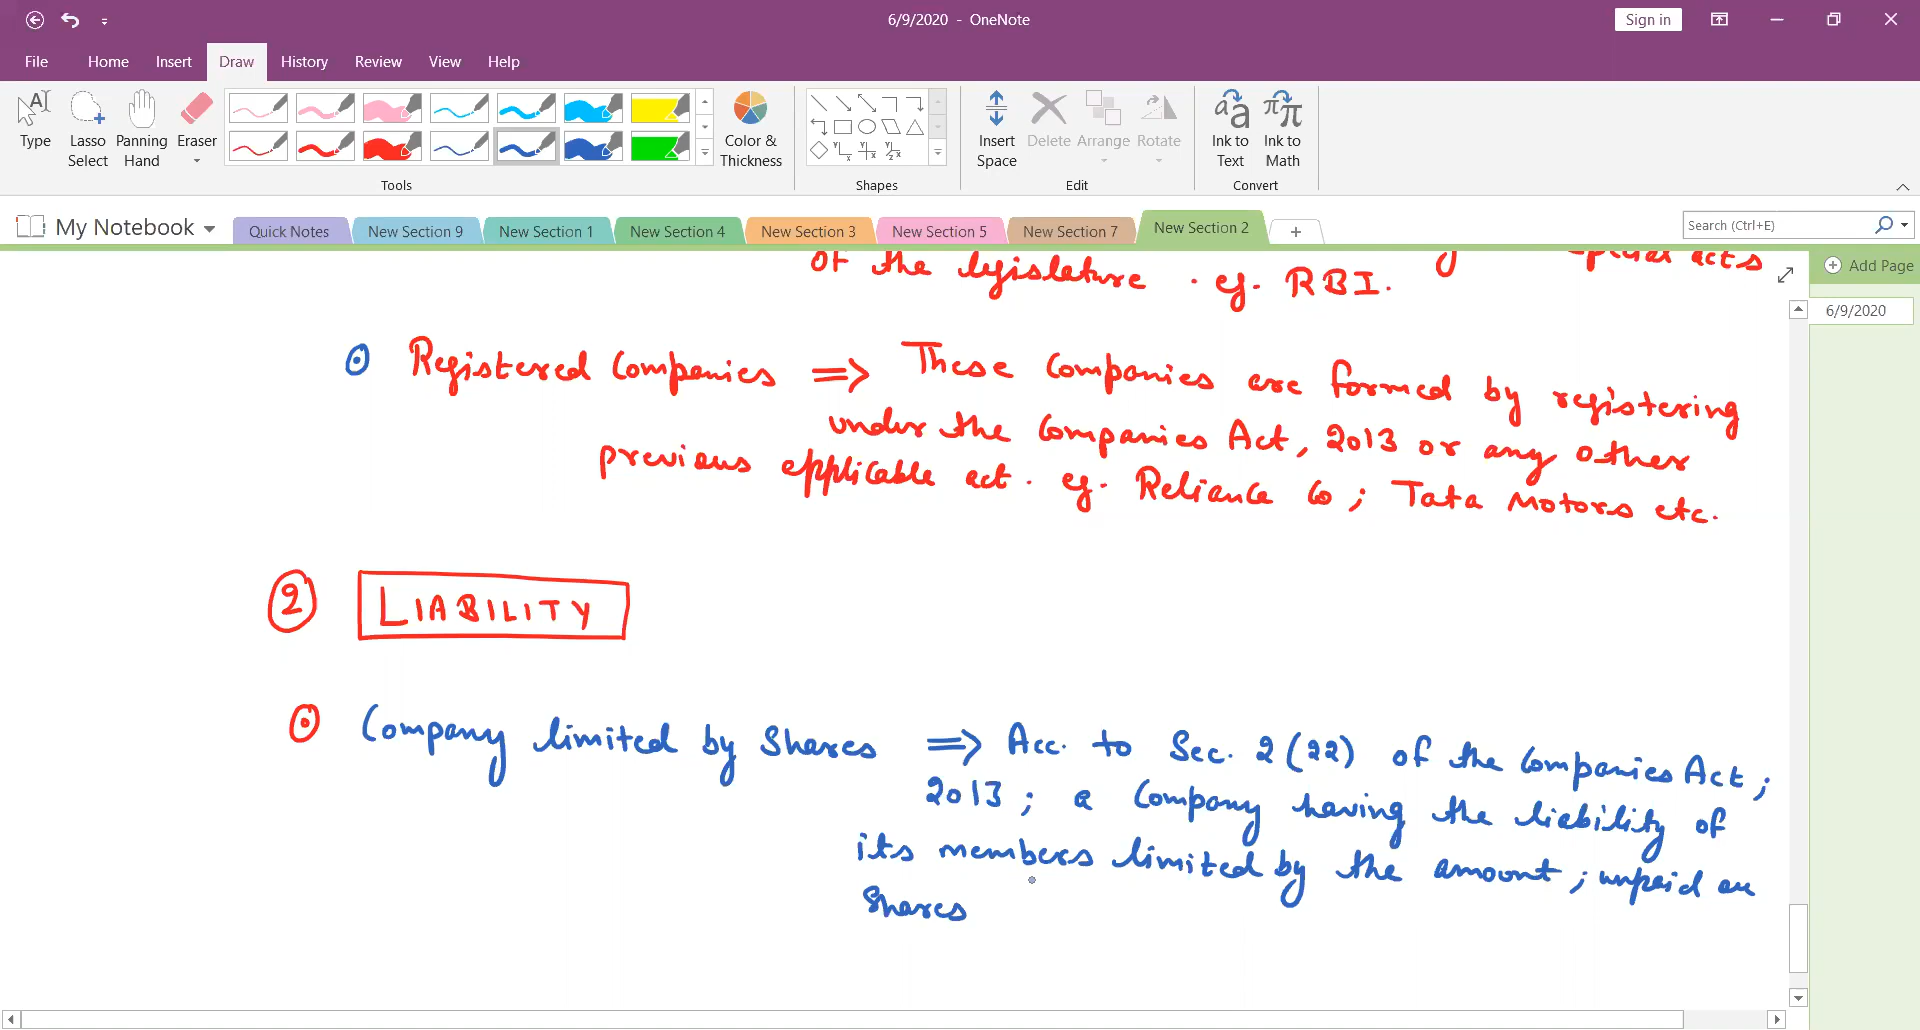 6/9/2020 - OneNote
Sign in
File Home Insert Draw History Review View Help
Type
Lasso Select
Panning Hand
Eraser
Color & Thickness
Insert Space
Delete
Arrange
Rotate
Ink to Text
Ink to Math
Tools
Shapes
Edit
Convert
My Notebook
Quick Notes
New Section 9
New Section 1
New Section 4
New Section 3
New Section 5
New Section 7
New Section 2
Search (Ctrl+E)
Add Page
6/9/2020
acts
of the legislature . eg. RBI.
Registered Companies ⇒ These Companies are formed by registering
under the Companies Act, 2013 or any other
previous applicable act. eg. Reliance Co; Tata Motors etc.
2 LIABILITY
Company limited by Shares ⇒ Acc. to Sec. 2(22) of the Companies Act;
2013; a Company having the liability of
its members limited by the amount; unpaid on
Shares